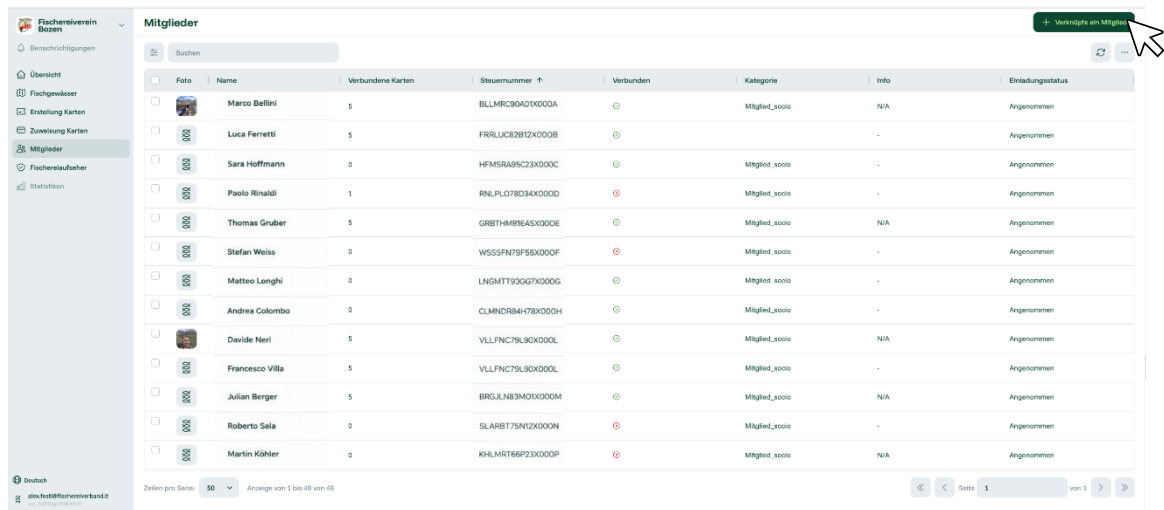 Fischereiverein
Bozen
Benachrichtigungen
Übersicht
Fischgewässer
Erstellung Karten
Zuweisung Karten
Mitglieder
Fischereiaufseher
Statistiken
Deutsch
Mitglieder
+ Verknüpfe ein Mitglied
Suchen
Foto Name Verbundene Karten Steuernummer ↑ Verbunden Kategorie Info Einladungsstatus
Marco Bellini 5 BLLMRC90A01X000A Mitglied_socio N/A Angenommen
Luca Ferretti 5 FRRLUC82B12X000B - Angenommen
Sara Hoffmann 0 HFMSRA95C23X000C Mitglied_socio - Angenommen
Paolo Rinaldi 1 RNLPLO78D34X000D Mitglied_socio - Angenommen
Thomas Gruber 5 GRBTHM81E45X000E Mitglied_socio N/A Angenommen
Stefan Weiss 0 WSSSFN79F56X000F Mitglied_socio - Angenommen
Matteo Longhi 0 LNGMTT93GG7X000G Mitglied_socio - Angenommen
Andrea Colombo 0 CLMNDR84H78X000H Mitglied_socio - Angenommen
Davide Neri 5 VLLFNC79L90X000L Mitglied_socio N/A Angenommen
Francesco Villa 5 VLLFNC79L90X000L Mitglied_socio - Angenommen
Julian Berger 5 BRGJLN83M01X000M Mitglied_socio N/A Angenommen
Roberto Sala 0 SLARBT75N12X000N Mitglied_socio - Angenommen
Martin Köhler 0 KHLMRT66P23X000P Mitglied_socio N/A Angenommen
Zeilen pro Seite: 50 Anzeige von 1 bis 49 von 49 Seite 1 von 1